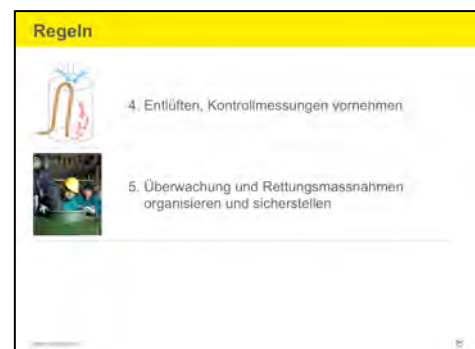 Regeln
4. Entlüften, Kontrollmessungen vornehmen
5. Überwachung und Rettungsmassnahmen
organisieren und sicherstellen